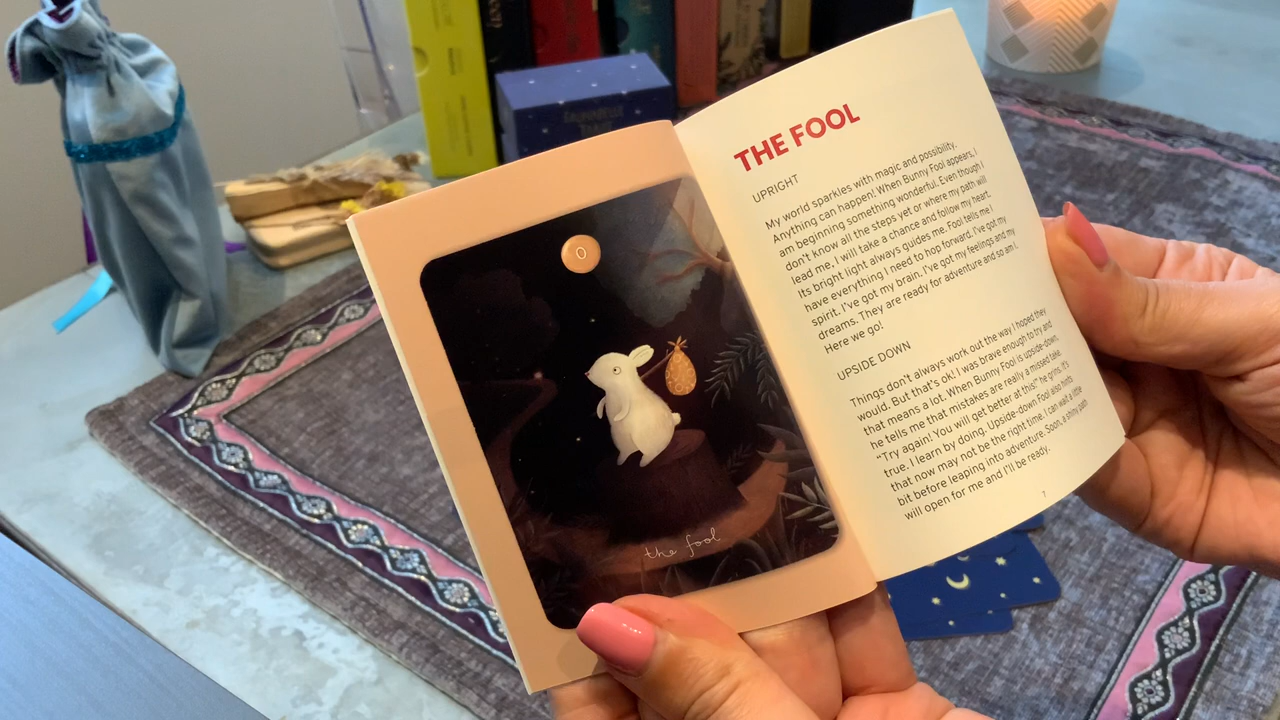 0
the fool
THE FOOL
UPRIGHT
My world sparkles with magic and possibility.
Anything can happen! When Bunny Fool appears, I
am beginning something wonderful. Even though I
don't know all the steps yet or where my path will
lead me, I will take a chance and follow my heart.
Its bright light always guides me. Fool tells me I
have everything I need to hop forward. I've got my
spirit. I've got my brain. I've got my feelings and my
dreams. They are ready for adventure and so am I.
Here we go!
UPSIDE DOWN
Things don't always work out the way I hoped they
would. But that's ok! I was brave enough to try and
that means a lot. When Bunny Fool is upside-down,
he tells me that mistakes are really a missed take.
"Try again! You will get better at this!" he grins. It's
true. I learn by doing. Upside-down Fool also hints
that now may not be the right time. I can wait a little
bit before leaping into adventure. Soon, a shiny path
will open for me and I'll be ready.
7